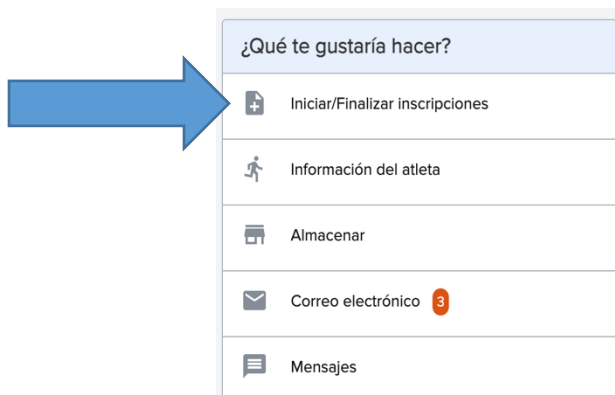 ¿Qué te gustaría hacer?
Iniciar/Finalizar inscripciones
Información del atleta
Almacenar
Correo electrónico 3
Mensajes